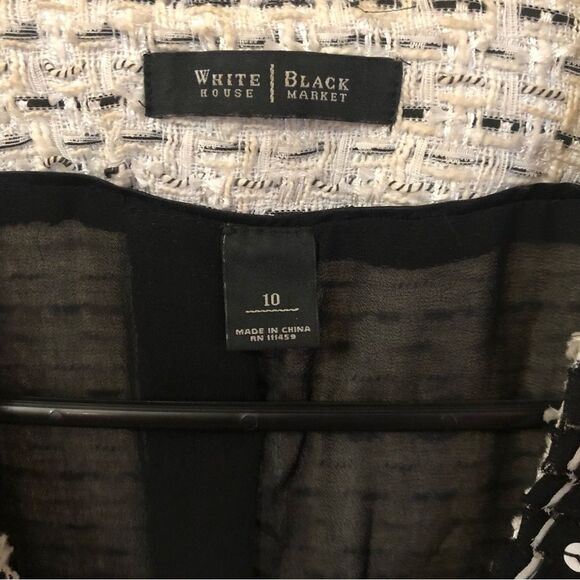 WHITE | BLACK
HOUSE | MARKET
10
MADE IN CHINA
RN 111459